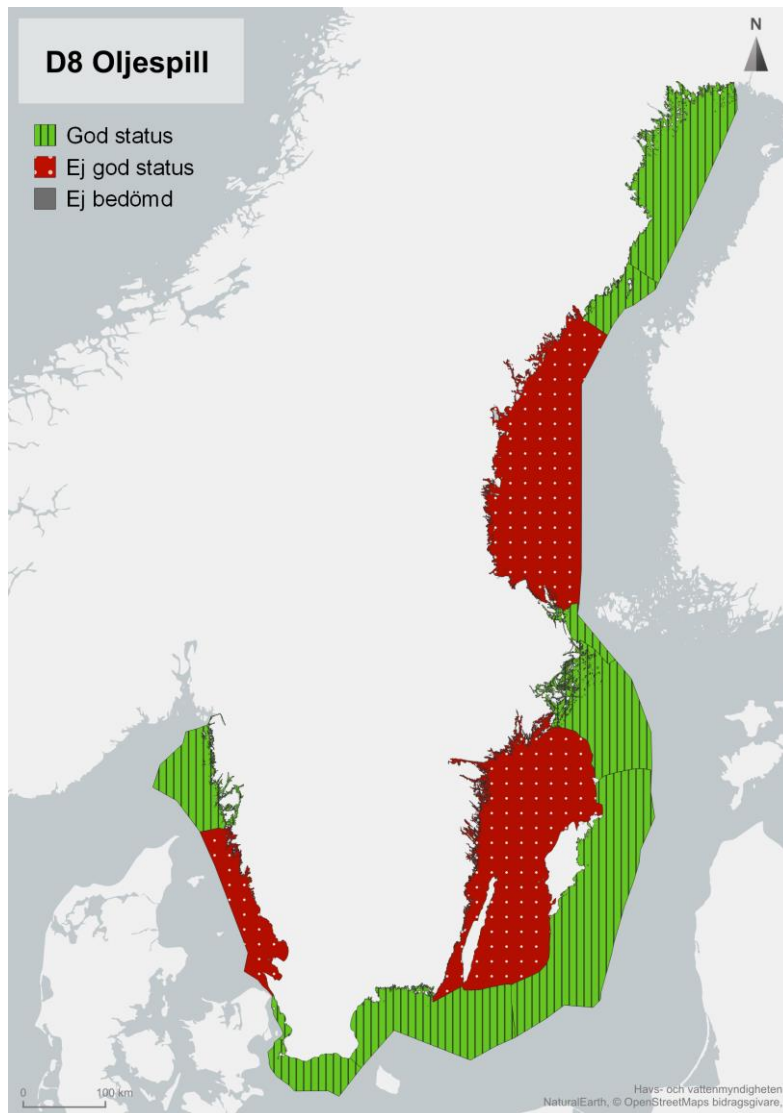 D8 Oljespill
N
God status
Ej god status
Ej bedömd
0 100 km
Havs- och vattenmyndigheten
NaturalEarth, © OpenStreetMaps bidragsgivare,